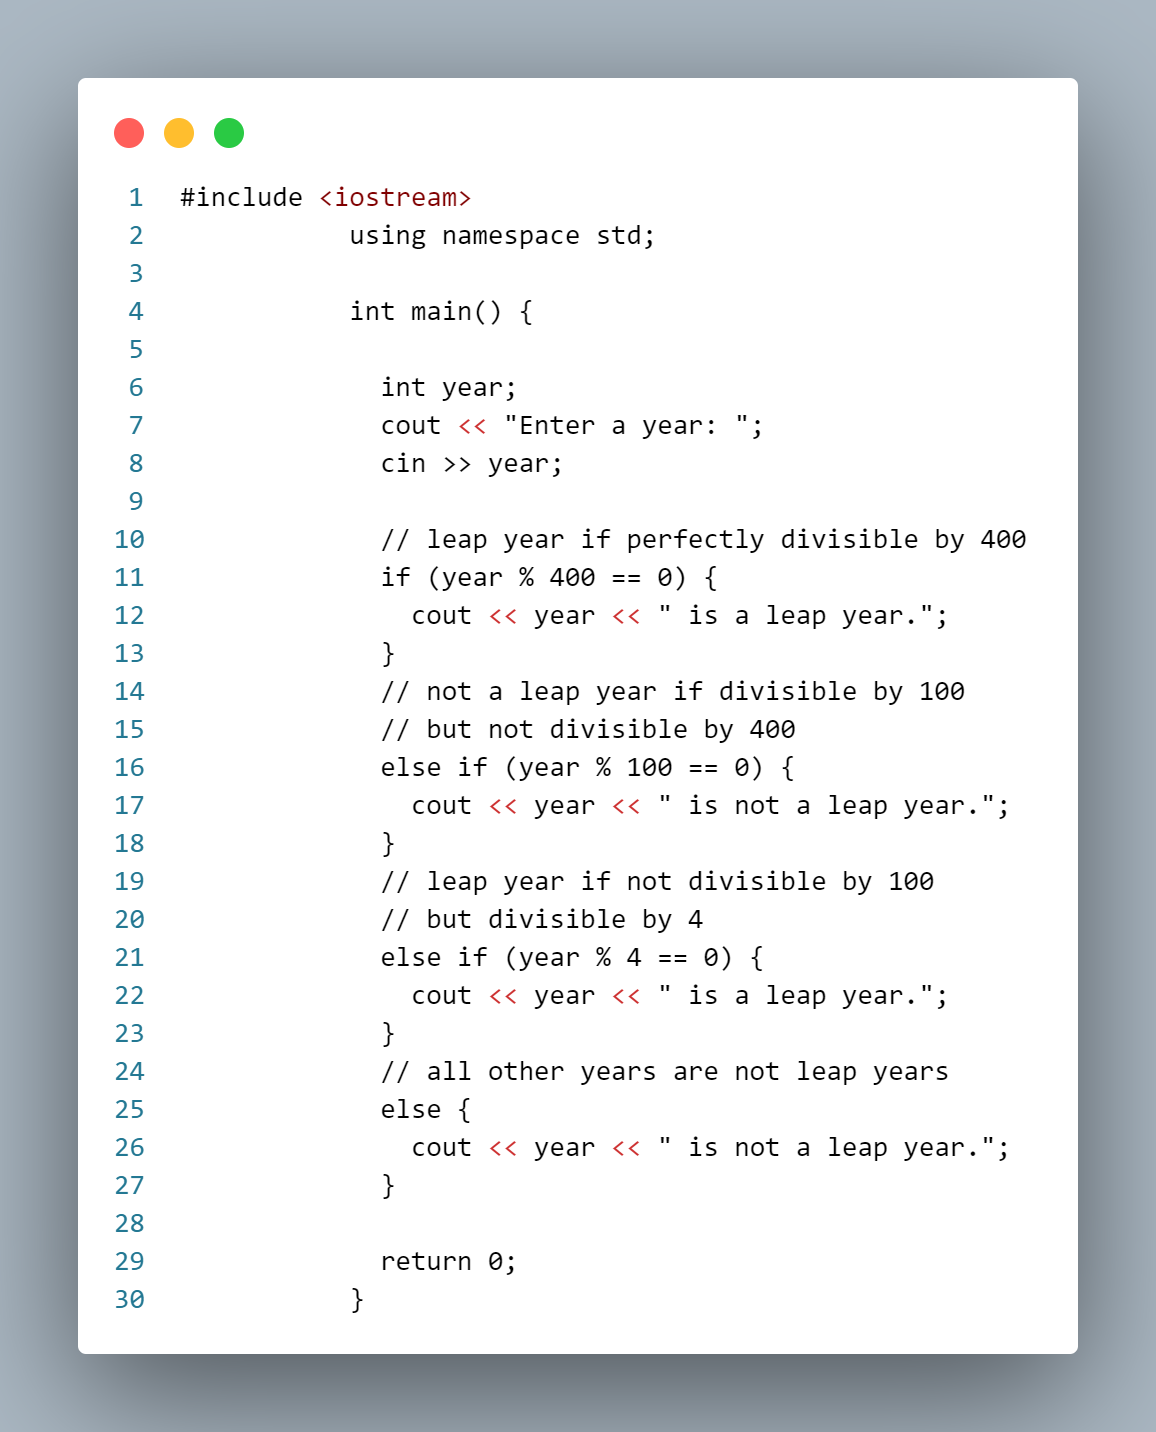 1 #include <iostream>
2 using namespace std;
3
4 int main() {
5
6 int year;
7 cout << "Enter a year: ";
8 cin >> year;
9
10 // leap year if perfectly divisible by 400
11 if (year % 400 == 0) {
12 cout << year << " is a leap year.";
13 }
14 // not a leap year if divisible by 100
15 // but not divisible by 400
16 else if (year % 100 == 0) {
17 cout << year << " is not a leap year.";
18 }
19 // leap year if not divisible by 100
20 // but divisible by 4
21 else if (year % 4 == 0) {
22 cout << year << " is a leap year.";
23 }
24 // all other years are not leap years
25 else {
26 cout << year << " is not a leap year.";
27 }
28
29 return 0;
30 }